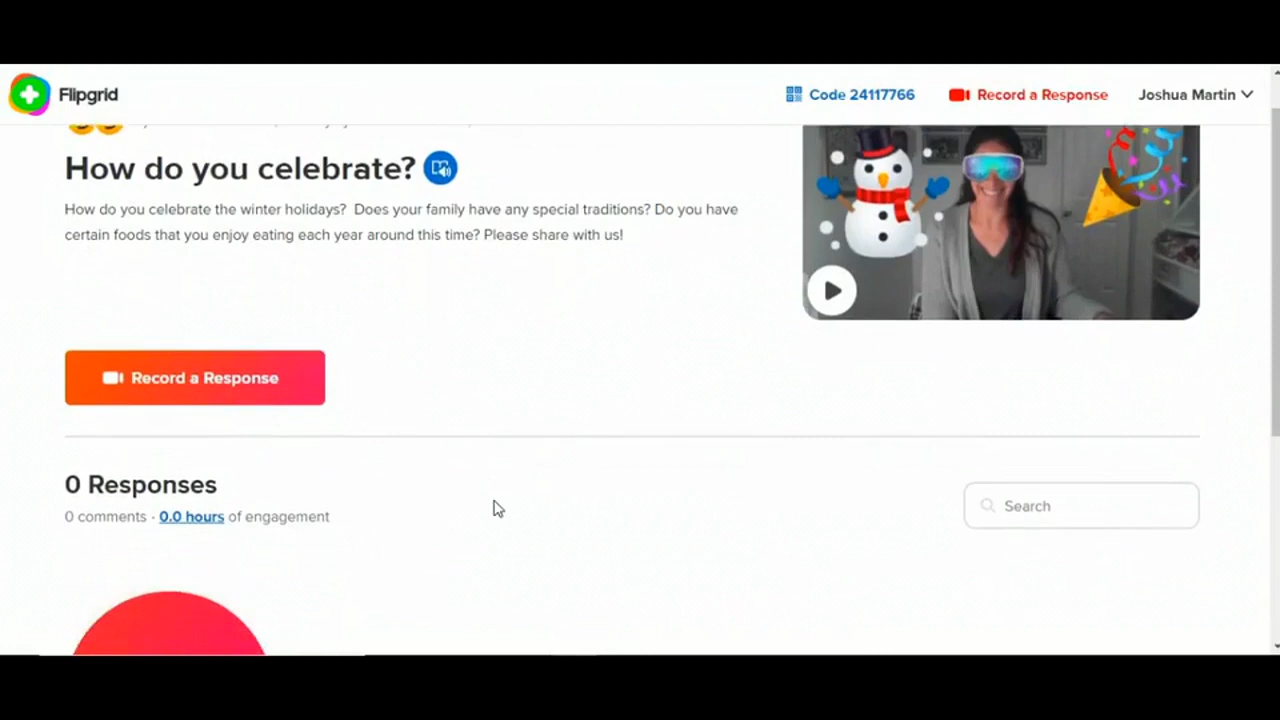 Flipgrid
Code 24117766
Record a Response
Joshua Martin
How do you celebrate?
How do you celebrate the winter holidays? Does your family have any special traditions? Do you have
certain foods that you enjoy eating each year around this time? Please share with us!
Record a Response
0 Responses
0 comments · 0.0 hours of engagement
Search